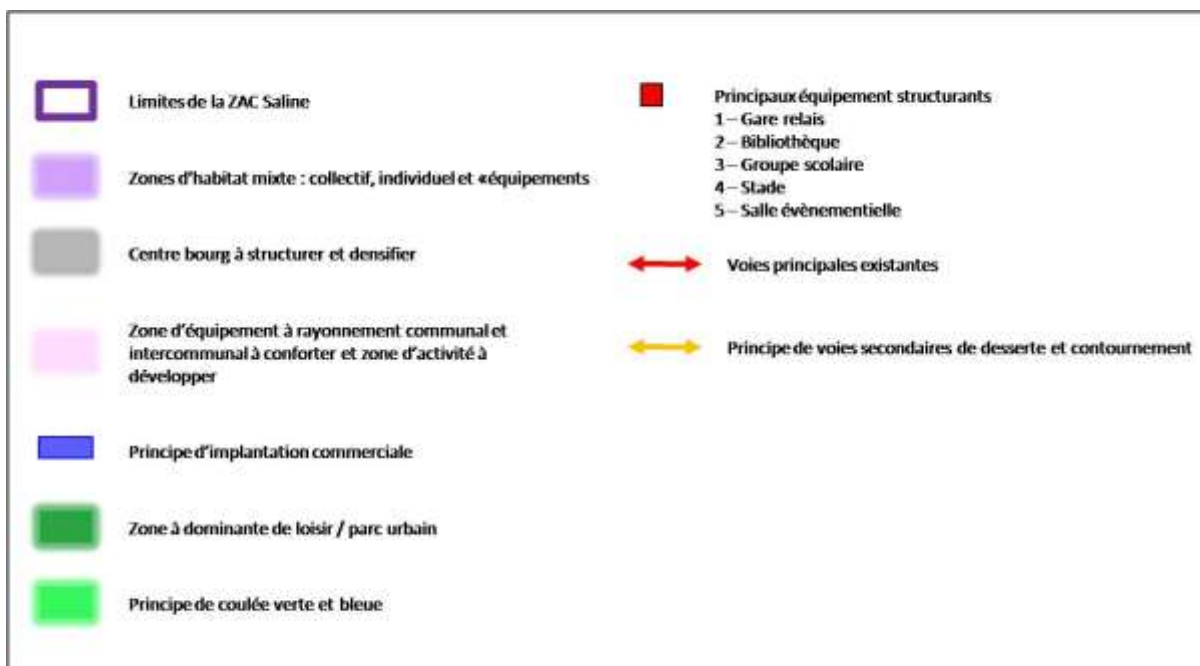 Limites de la ZAC Saline
Zones d'habitat mixte : collectif, individuel et «équipements
Centre bourg à structurer et densifier
Zone d'équipement à rayonnement communal et
intercommunal à conforter et zone d'activité à
développer
Principe d'implantation commerciale
Zone à dominante de loisir / parc urbain
Principe de coulée verte et bleue
Principaux équipement structurants
1 – Gare relais
2 – Bibliothèque
3 – Groupe scolaire
4 – Stade
5 – Salle évènementielle
Voies principales existantes
Principe de voies secondaires de desserte et contournement